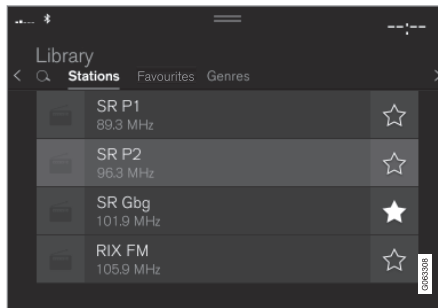 --:--
Library
Stations Favourites Genres
SR P1
89.3 MHz
SR P2
96.3 MHz
SR Gbg
101.9 MHz
RIX FM
105.9 MHz
G063308